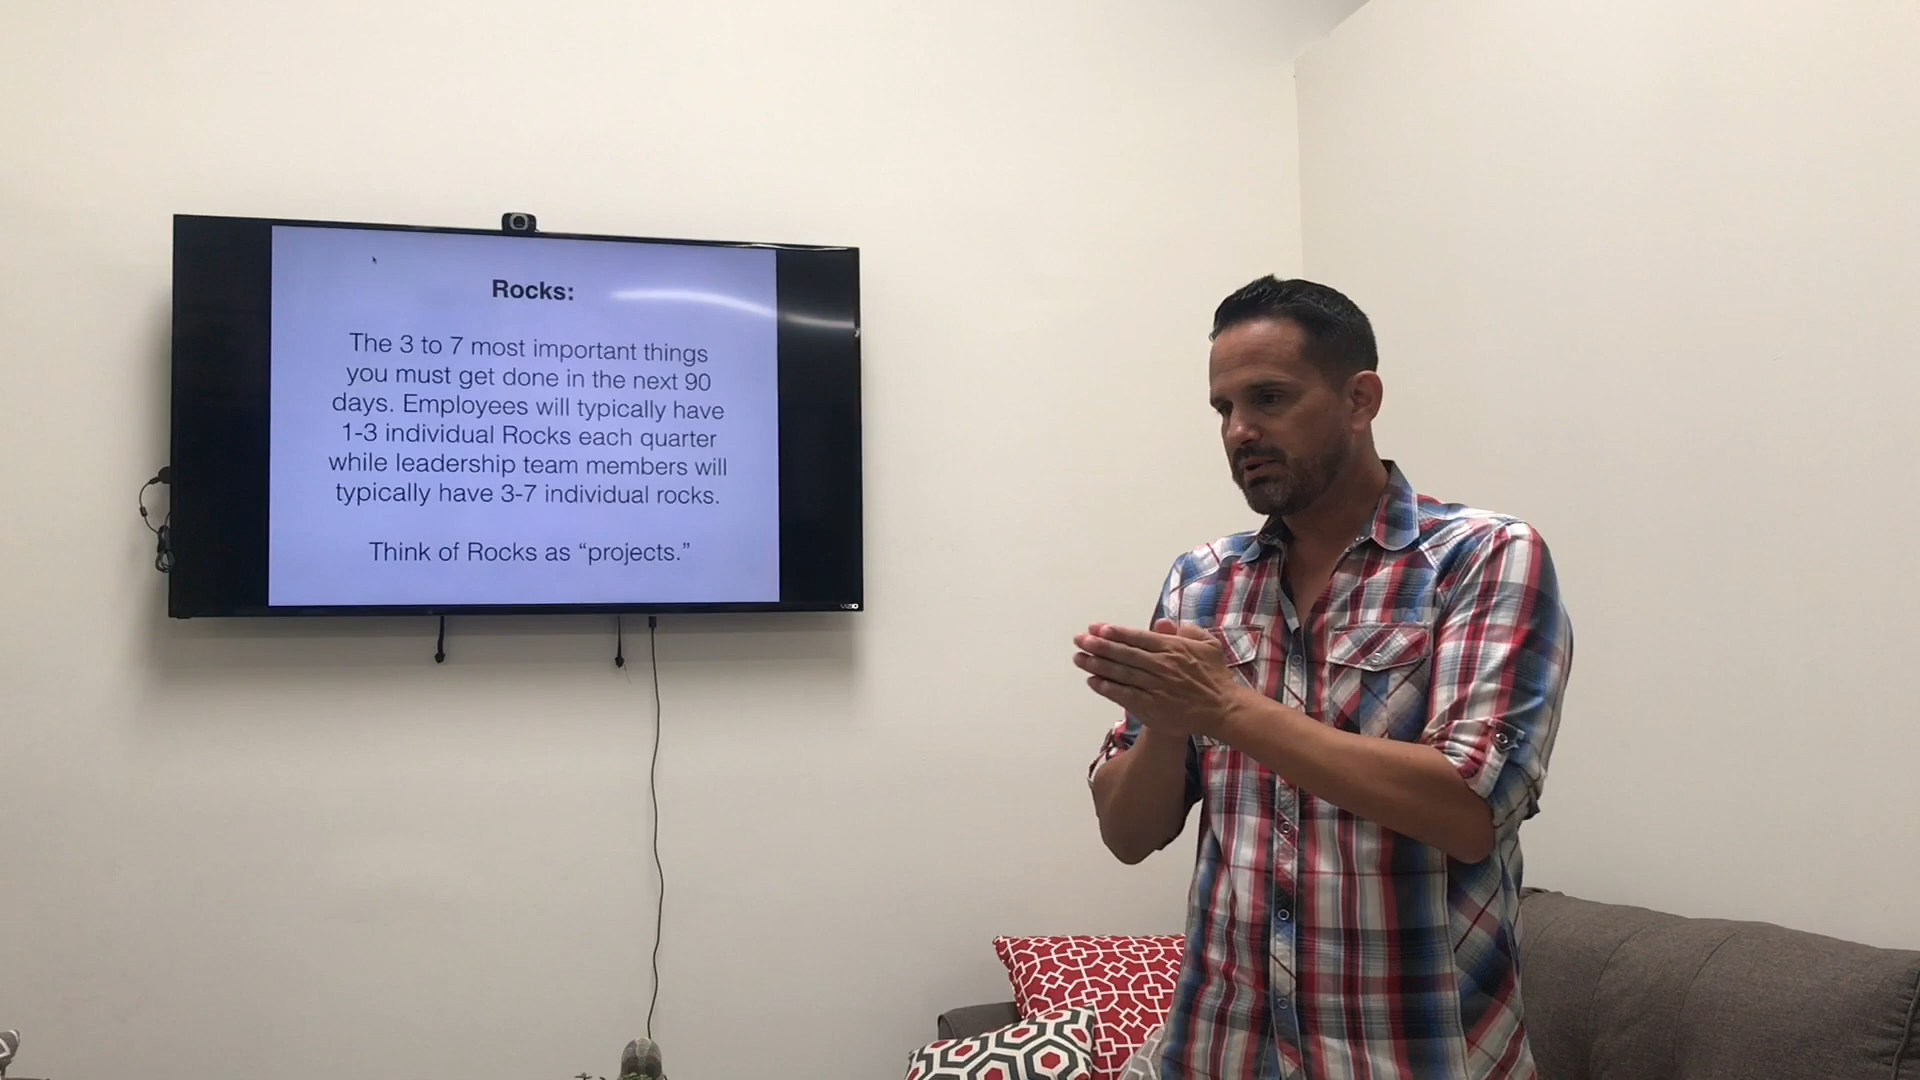 Rocks:
The 3 to 7 most important things
you must get done in the next 90
days. Employees will typically have
1-3 individual Rocks each quarter
while leadership team members will
typically have 3-7 individual rocks.
Think of Rocks as “projects.”
VIZIO